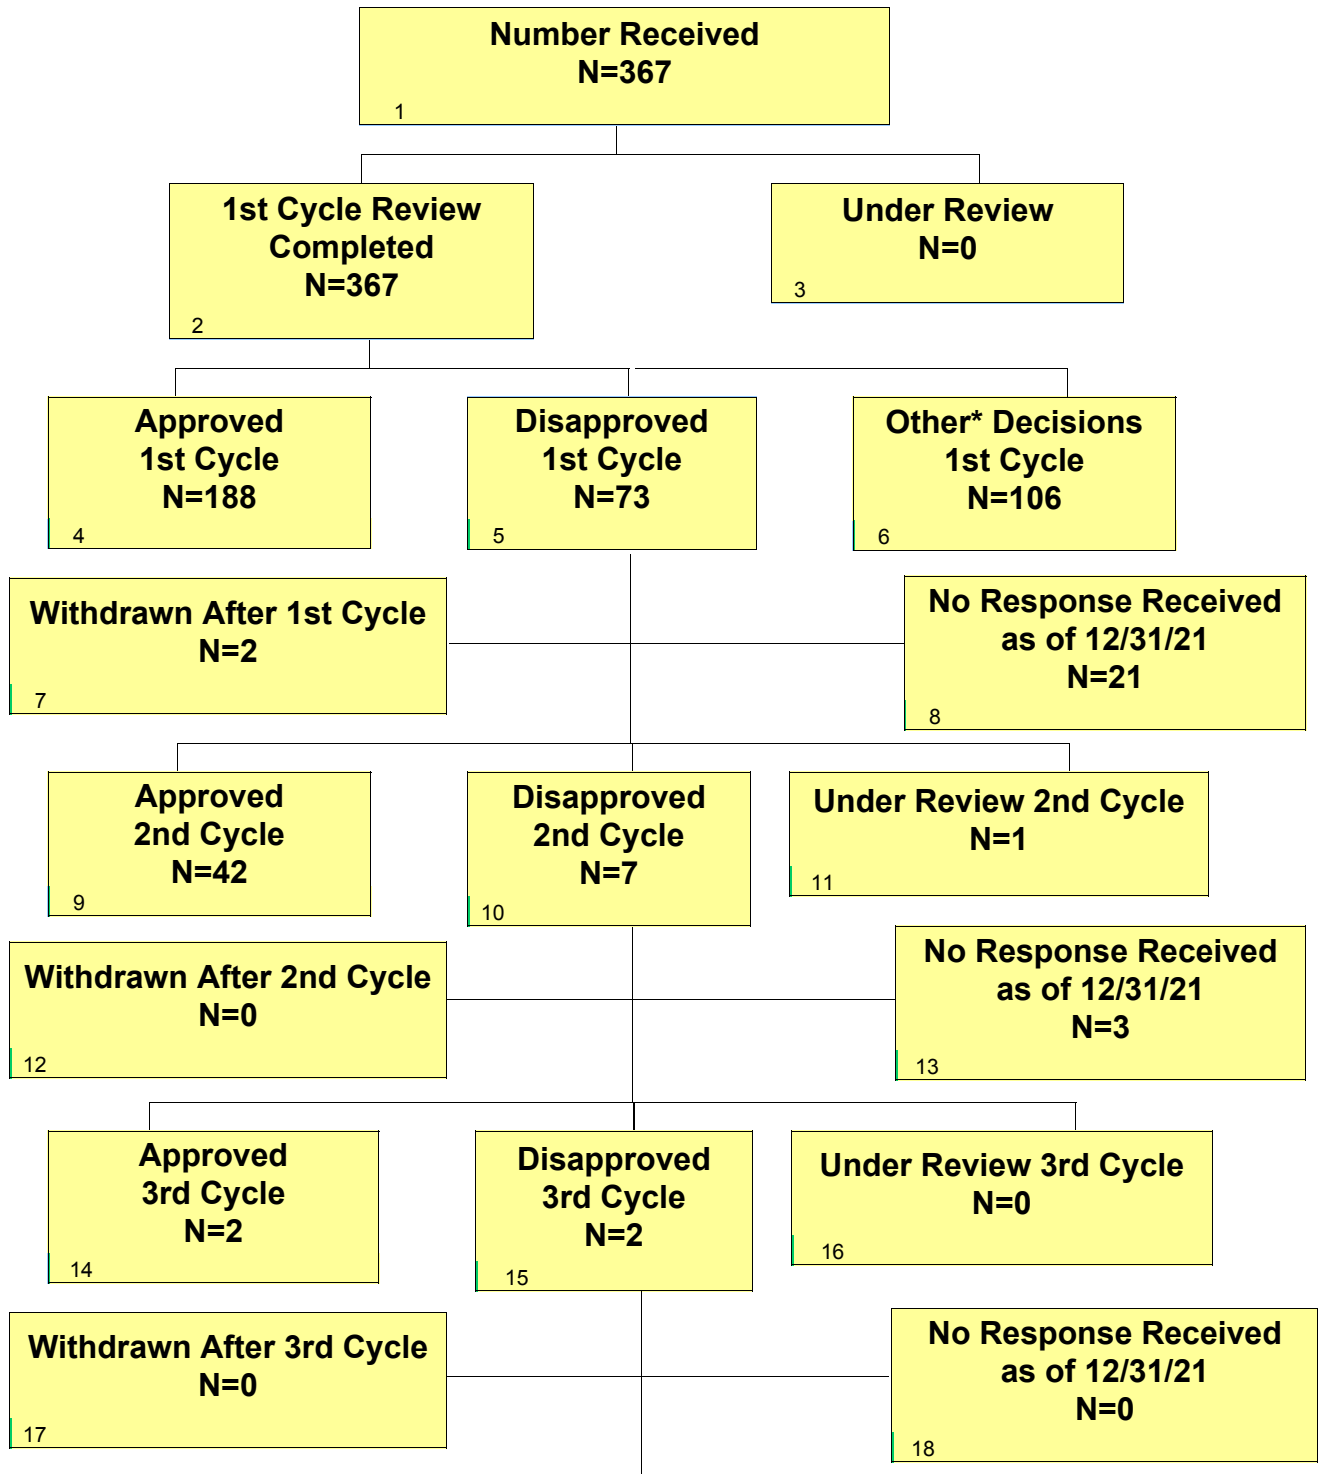 Number Received
N=367
1
1st Cycle Review
Completed
N=367
2
Under Review
N=0
3
Approved
1st Cycle
N=188
4
Disapproved
1st Cycle
N=73
5
Other* Decisions
1st Cycle
N=106
6
Withdrawn After 1st Cycle
N=2
7
No Response Received
as of 12/31/21
N=21
8
Approved
2nd Cycle
N=42
9
Disapproved
2nd Cycle
N=7
10
Under Review 2nd Cycle
N=1
11
Withdrawn After 2nd Cycle
N=0
12
No Response Received
as of 12/31/21
N=3
13
Approved
3rd Cycle
N=2
14
Disapproved
3rd Cycle
N=2
15
Under Review 3rd Cycle
N=0
16
Withdrawn After 3rd Cycle
N=0
17
No Response Received
as of 12/31/21
N=0
18